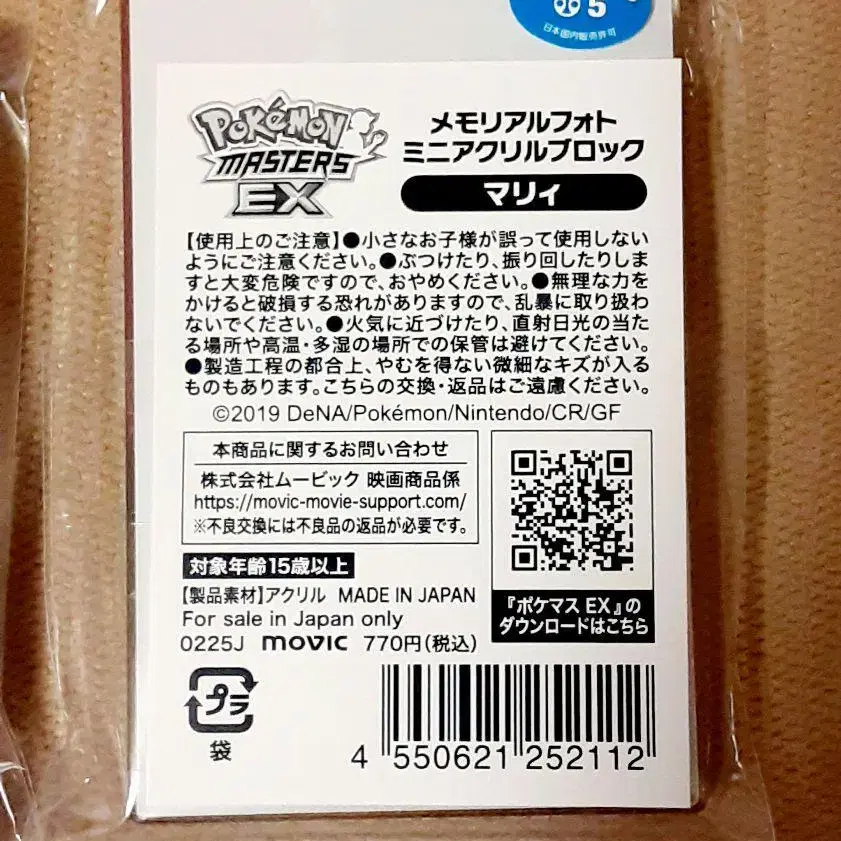 5
日本国内販売許可
POKéMON
MASTERS
EX
メモリアルフォト
ミニアクリルブロック
マリィ
【使用上のご注意】●小さなお子様が誤って使用しない
ようにご注意ください。●ぶつけたり、振り回したりしま
すと大変危険ですので、おやめください。●無理な力を
かけると破損する恐れがありますので、乱暴に取り扱わ
ないでください。●火気に近づけたり、直射日光の当た
る場所や高温・多湿の場所での保管は避けてください。
●製造工程の都合上、やむを得ない微細なキズが入る
ものもあります。こちらの交換・返品はご遠慮ください。
©2019 DeNA/Pokémon/Nintendo/CR/GF
本商品に関するお問い合わせ
株式会社ムービック 映画商品係
https://movic-movie-support.com/
※不良交換には不良品の返品が必要です。
対象年齢15歳以上
【製品素材】アクリル MADE IN JAPAN
For sale in Japan only
0225J movic 770円(税込)
『ポケマス EX』の
ダウンロードはこちら
プラ
袋
4 550621 252112